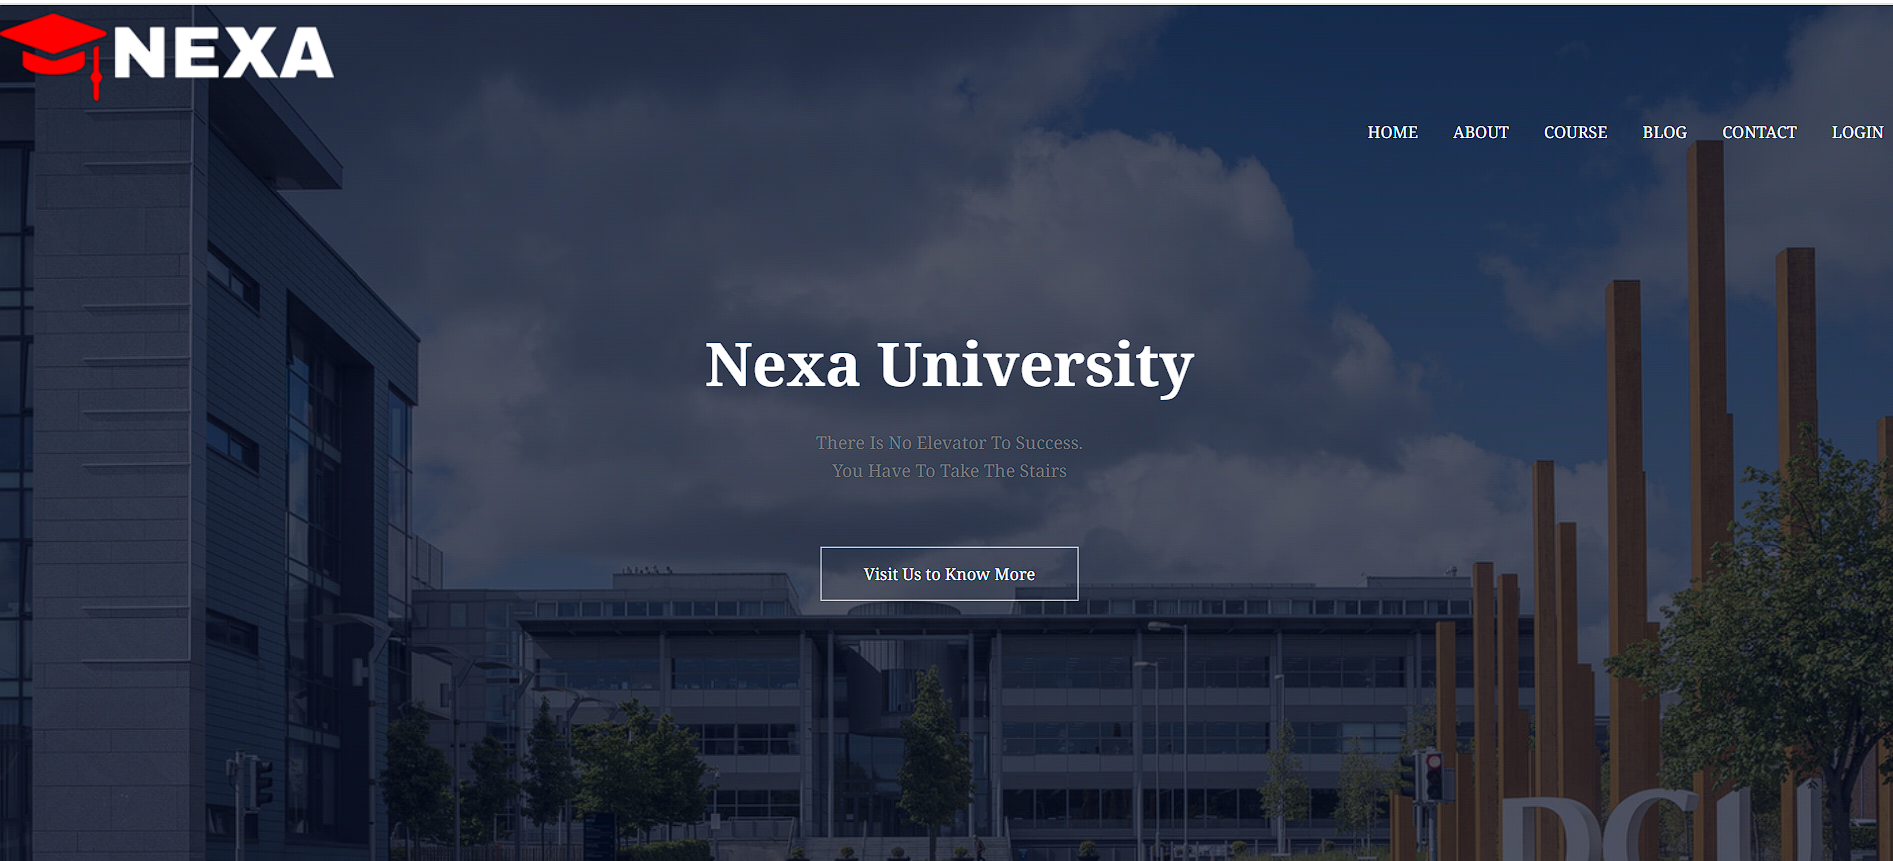 NEXA
HOME ABOUT COURSE BLOG CONTACT LOGIN
Nexa University
There Is No Elevator To Success.
You Have To Take The Stairs
Visit Us to Know More
DCU